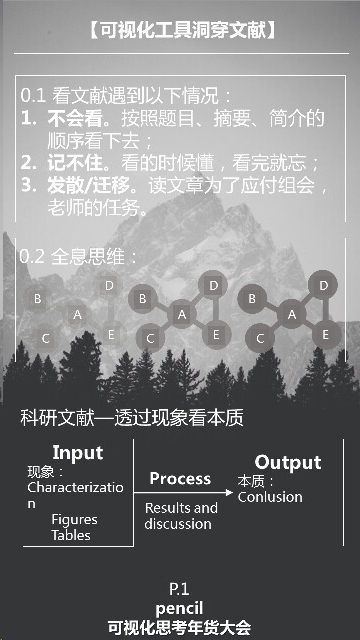 【可视化工具洞穿文献】
0.1 看文献遇到以下情况：
1. 不会看。按照题目、摘要、简介的
顺序看下去；
2. 记不住。看的时候懂，看完就忘；
3. 发散/迁移。读文章为了应付组会，
老师的任务。
0.2 全息思维：
B D A C E
B D A C E
B D A C E
科研文献—透过现象看本质
Input
现象：
Characterizatio
n
Figures
Tables
Process
Results and
discussion
Output
本质：
Conlusion
P.1
pencil
可视化思考年货大会